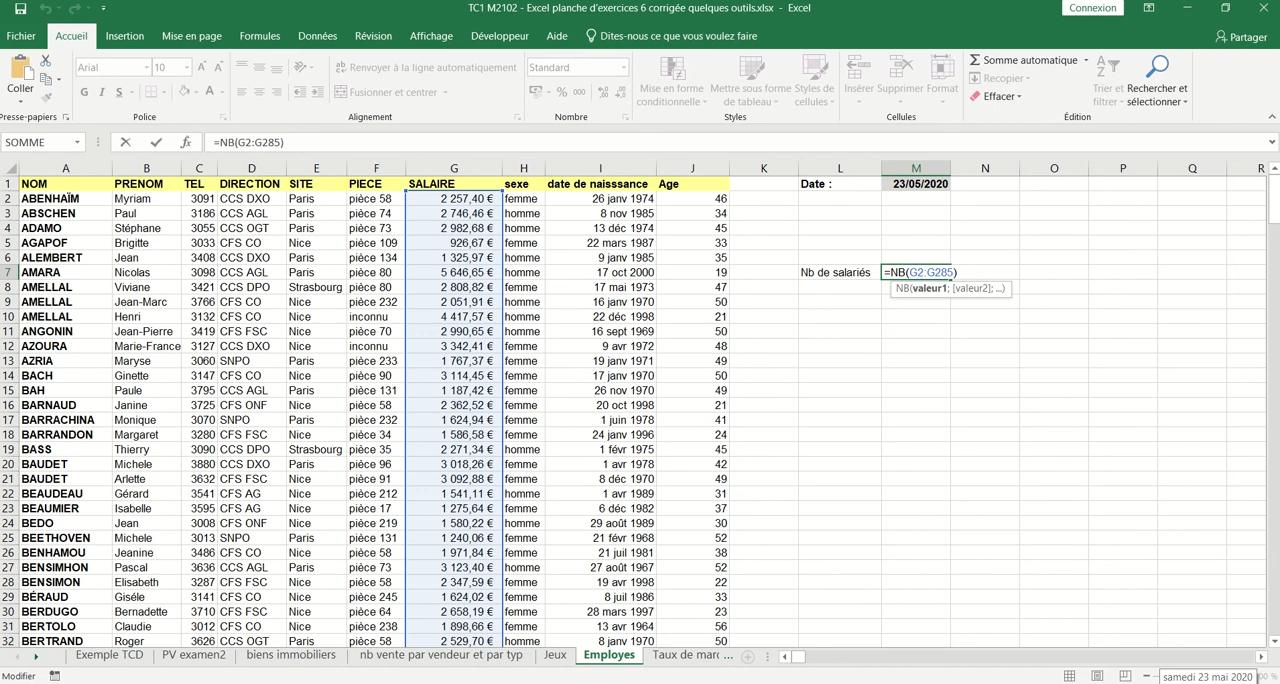 TC1 M2102 - Excel planche d'exercices 6 corrigée quelques outils.xlsx - Excel
Connexion
Fichier Accueil Insertion Mise en page Formules Données Révision Affichage Développeur Aide Dites-nous ce que vous voulez faire Partager
Coller
Arial 10
Renvoyer à la ligne automatiquement
Fusionner et centrer
Standard
Mise en forme conditionnelle
Mettre sous forme de tableau
Styles de cellules
Insérer Supprimer Format
Somme automatique
Recopier
Effacer
Trier et filtrer
Rechercher et sélectionner
Presse-papiers Police Alignement Nombre Styles Cellules Édition
SOMME =NB(G2:G285)
A B C D E F G H I J K L M N O P Q R
1 NOM PRENOM TEL DIRECTION SITE PIECE SALAIRE sexe date de naisssance Age Date : 23/05/2020
2 ABENHAÏM Myriam 3091 CCS DXO Paris pièce 58 2 257,40 € femme 26 janv 1974 46
3 ABSCHEN Paul 3186 CCS AGL Paris pièce 74 2 746,46 € homme 8 nov 1985 34
4 ADAMO Stéphane 3055 CCS OGT Paris pièce 73 2 982,68 € homme 13 déc 1974 45
5 AGAPOF Brigitte 3033 CFS CO Nice pièce 109 926,67 € femme 22 mars 1987 33
6 ALEMBERT Jean 3408 CCS DXO Paris pièce 134 1 325,97 € homme 9 janv 1985 35
7 AMARA Nicolas 3098 CCS AGL Paris pièce 80 5 646,65 € homme 17 oct 2000 19 Nb de salariés =NB(G2:G285)
8 AMELLAL Viviane 3421 CCS DPO Strasbourg pièce 80 2 808,82 € femme 17 mai 1973 47 NB(valeur1; [valeur2]; ...)
9 AMELLAL Jean-Marc 3766 CFS CO Nice pièce 232 2 051,91 € homme 16 janv 1970 50
10 AMELLAL Henri 3132 CFS CO Nice inconnu 4 417,57 € homme 22 déc 1998 21
11 ANGONIN Jean-Pierre 3419 CFS FSC Nice pièce 70 2 990,65 € homme 16 sept 1969 50
12 AZOURA Marie-France 3127 CCS DXO Nice inconnu 3 342,41 € femme 9 avr 1972 48
13 AZRIA Maryse 3060 SNPO Paris pièce 233 1 767,37 € femme 19 janv 1971 49
14 BACH Ginette 3147 CFS CO Nice pièce 90 3 114,45 € femme 17 janv 1970 50
15 BAH Paule 3795 CCS AGL Paris pièce 131 1 187,42 € femme 26 nov 1970 49
16 BARNAUD Janine 3725 CFS ONF Nice pièce 58 2 362,52 € femme 20 oct 1998 21
17 BARRACHINA Monique 3070 SNPO Paris pièce 232 1 624,94 € femme 1 juin 1978 41
18 BARRANDON Margaret 3280 CFS FSC Nice pièce 34 1 586,58 € femme 24 janv 1996 24
19 BASS Thierry 3090 CCS DPO Strasbourg pièce 35 2 271,34 € homme 1 févr 1975 45
20 BAUDET Michele 3880 CCS DXO Paris pièce 96 3 018,26 € femme 1 avr 1978 42
21 BAUDET Arlette 3632 CFS FSC Nice pièce 91 3 092,88 € femme 8 déc 1970 49
22 BEAUDEAU Gérard 3541 CFS AG Nice pièce 212 1 541,11 € homme 1 avr 1989 31
23 BEAUMIER Isabelle 3595 CFS AG Nice pièce 17 1 275,64 € femme 6 déc 1982 37
24 BEDO Jean 3008 CFS ONF Nice pièce 219 1 580,22 € homme 29 août 1989 30
25 BEETHOVEN Michele 3013 SNPO Paris pièce 131 1 240,06 € femme 21 févr 1968 52
26 BENHAMOU Jeanine 3486 CFS CO Nice pièce 58 1 971,84 € femme 21 juil 1981 38
27 BENSIMHON Pascal 3636 CCS AGL Paris pièce 73 3 123,40 € homme 27 août 1967 52
28 BENSIMON Elisabeth 3287 CFS FSC Nice pièce 58 2 347,59 € femme 19 avr 1998 22
29 BÉRAUD Giséle 3141 CFS CO Nice pièce 245 1 624,02 € femme 8 juil 1986 33
30 BERDUGO Bernadette 3710 CFS FSC Nice pièce 64 2 658,19 € femme 28 mars 1997 23
31 BERTOLO Claudie 3012 CFS CO Nice pièce 238 1 898,66 € femme 13 avr 1964 56
32 BERTRAND Roger 3626 CCS OGT Paris pièce 58 2 529,70 € homme 8 janv 1970 50
Exemple TCD PV examen2 biens immobiliers nb vente par vendeur et par typ Jeux Employes Taux de marc ...
Modifier samedi 23 mai 2020